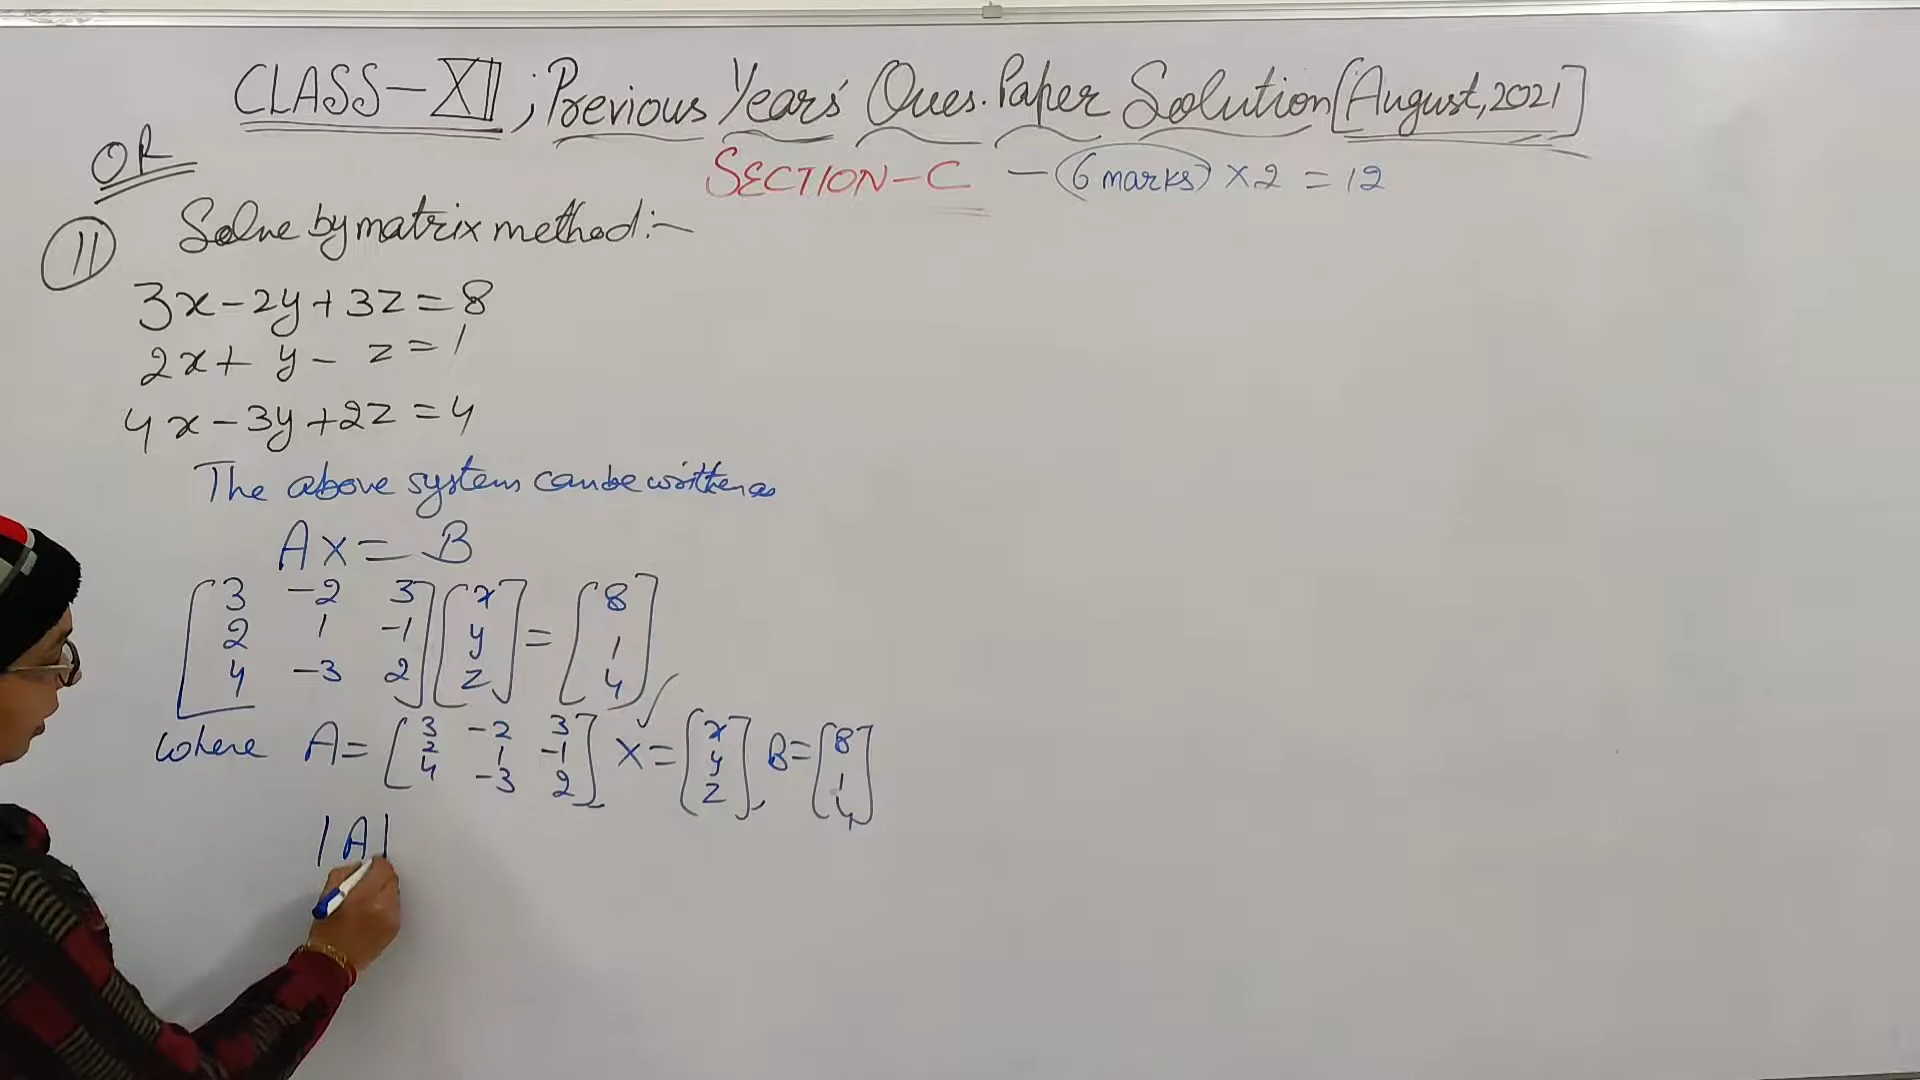 CLASS-XII; Previous Years' Ques. Paper Solution [August, 2021]
OR
SECTION-C - (6 marks) × 2 = 12
11 Solve by matrix method:-
3x - 2y + 3z = 8
2x + y - z = 1
4x - 3y + 2z = 4
The above system can be written as
AX = B
[3 -2 3] [x] = [8]
[2 1 -1] [y] [1]
[4 -3 2] [z] [4]
where A = [3 -2 3] X = [x], B = [8]
[2 1 -1] [y] [1]
[4 -3 2] [z] [4]
|A|